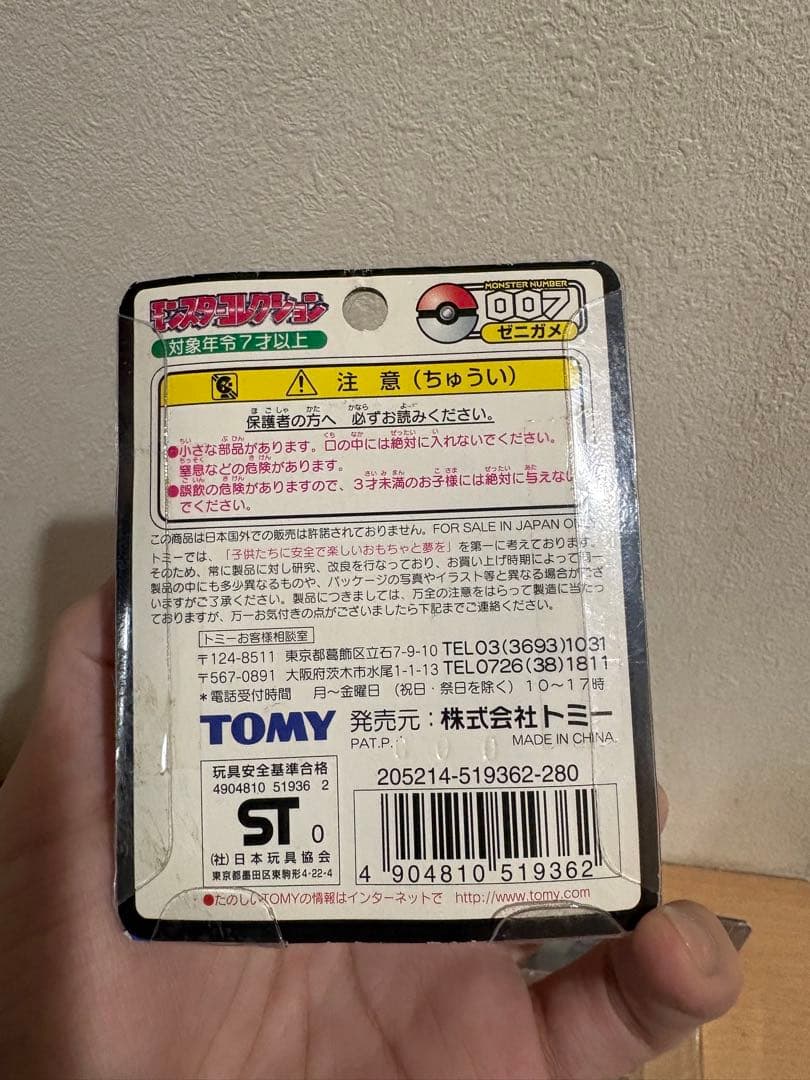 モンスターコレクション
対象年令7才以上
MONSTER NUMBER
007
ゼニガメ
注意(ちゅうい)
保護者の方へ 必ずお読みください。
●小さな部品があります。口の中には絶対に入れないでください。
窒息などの危険があります。
●誤飲の危険がありますので、3才未満のお子様には絶対に与えない
でください。
この商品は日本国外での販売は許諾されておりません。FOR SALE IN JAPAN
トミーでは、「子供たちに安全で楽しいおもちゃと夢を」を第一に考えております。
そのため、常に製品に対し研究、改良を行なっており、お買い上げ時期によって同一
製品の中にも多少異なるものや、パッケージの写真やイラスト等と異なる場合がござ
いますがご了承ください。製品につきましては、万全の注意をはらって製造に当たっ
ておりますが、万一お気付きの点がございましたら下記までご連絡ください。
トミーお客様相談室
〒124-8511 東京都葛飾区立石7-9-10 TEL03(3693)1031
〒567-0891 大阪府茨木市水尾1-1-13 TEL0726(38)1811
*電話受付時間 月~金曜日(祝日・祭日を除く)10~17時
TOMY 発売元:株式会社トミー
PAT.P. MADE IN CHINA
玩具安全基準合格
4904810 51936 2
ST 0
(社)日本玩具協会
東京都墨田区東駒形4-22-4
205214-519362-280
4 904810 519362
●たのしいTOMYの情報はインターネットで http://www.tomy.com